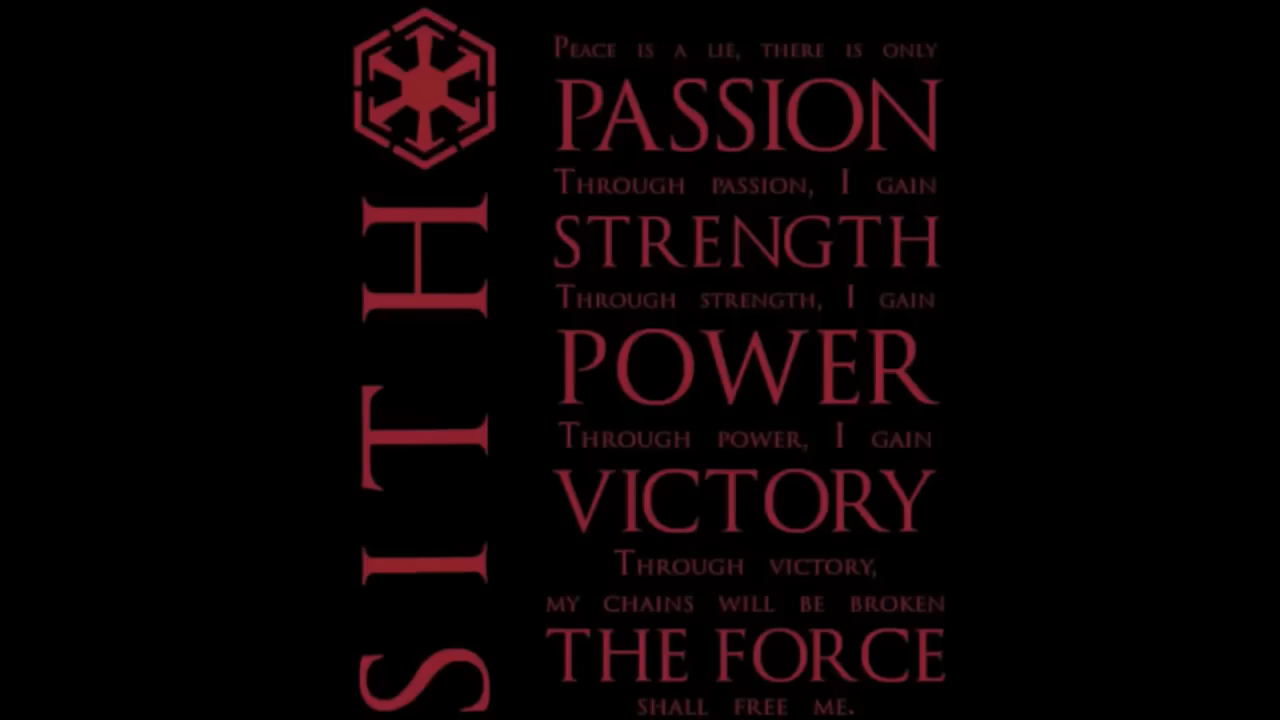 SITH
PEACE IS A LIE, THERE IS ONLY
PASSION
THROUGH PASSION, I GAIN
STRENGTH
THROUGH STRENGTH, I GAIN
POWER
THROUGH POWER, I GAIN
VICTORY
THROUGH VICTORY,
MY CHAINS WILL BE BROKEN
THE FORCE
SHALL FREE ME.